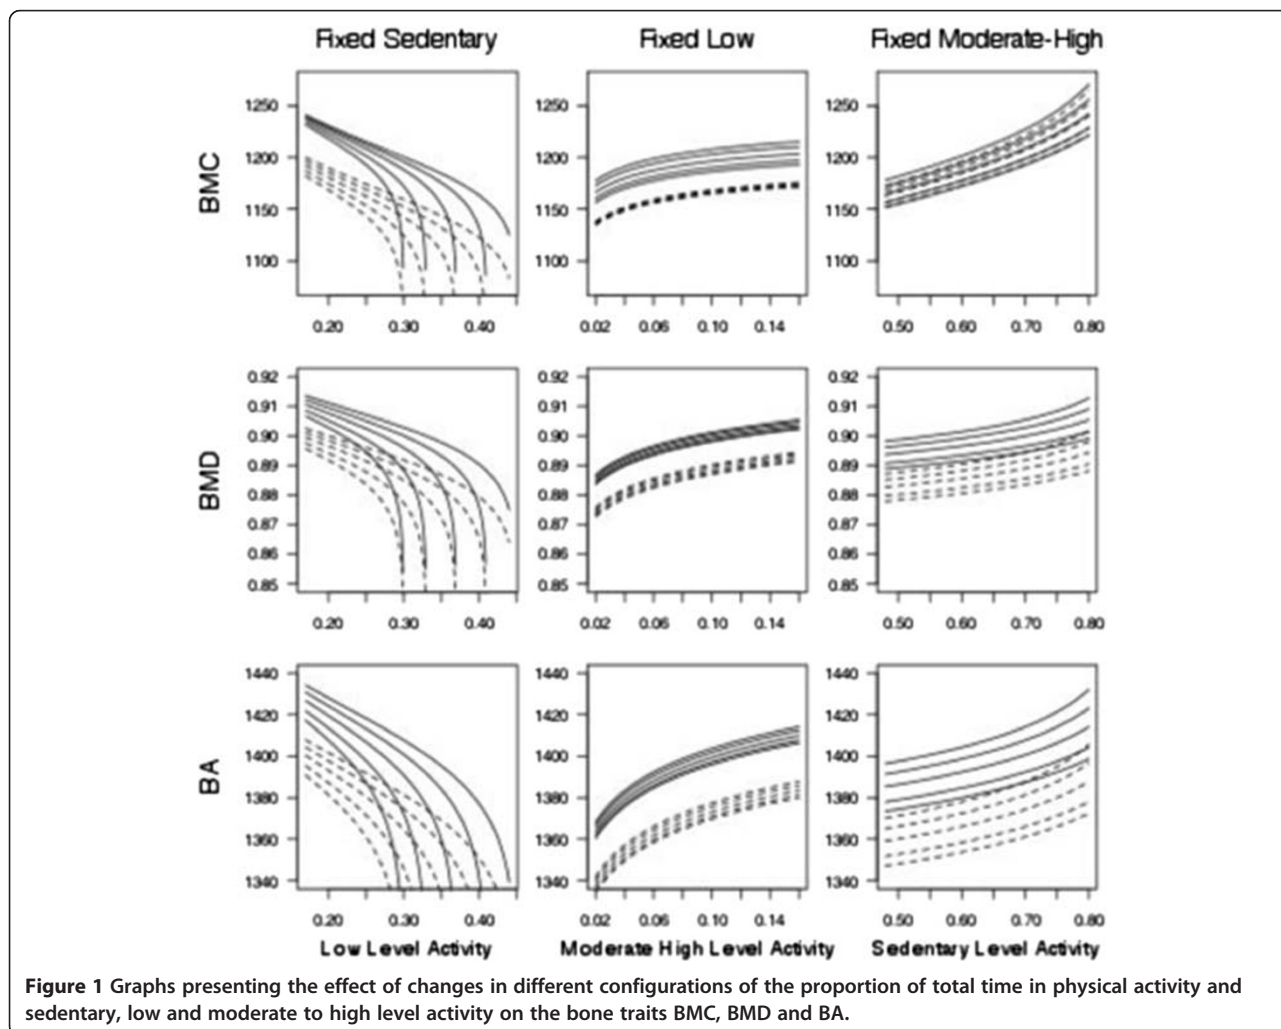 Fixed Sedentary Fixed Low Fixed Moderate-High
BMC
1250 1250 1250
1200 1200 1200
1150 1150 1150
1100 1100 1100
0.20 0.30 0.40 0.02 0.06 0.10 0.14 0.50 0.60 0.70 0.80
BMD
0.92 0.92 0.92
0.91 0.91 0.91
0.90 0.90 0.90
0.89 0.89 0.89
0.88 0.88 0.88
0.87 0.87 0.87
0.86 0.86 0.86
0.85 0.85 0.85
0.20 0.30 0.40 0.02 0.06 0.10 0.14 0.50 0.60 0.70 0.80
BA
1440 1440 1440
1420 1420 1420
1400 1400 1400
1380 1380 1380
1360 1360 1360
1340 1340 1340
0.20 0.30 0.40 0.02 0.06 0.10 0.14 0.50 0.60 0.70 0.80
Low Level Activity Moderate High Level Activity Sedentary Level Activity
Figure 1 Graphs presenting the effect of changes in different configurations of the proportion of total time in physical activity and
sedentary, low and moderate to high level activity on the bone traits BMC, BMD and BA.